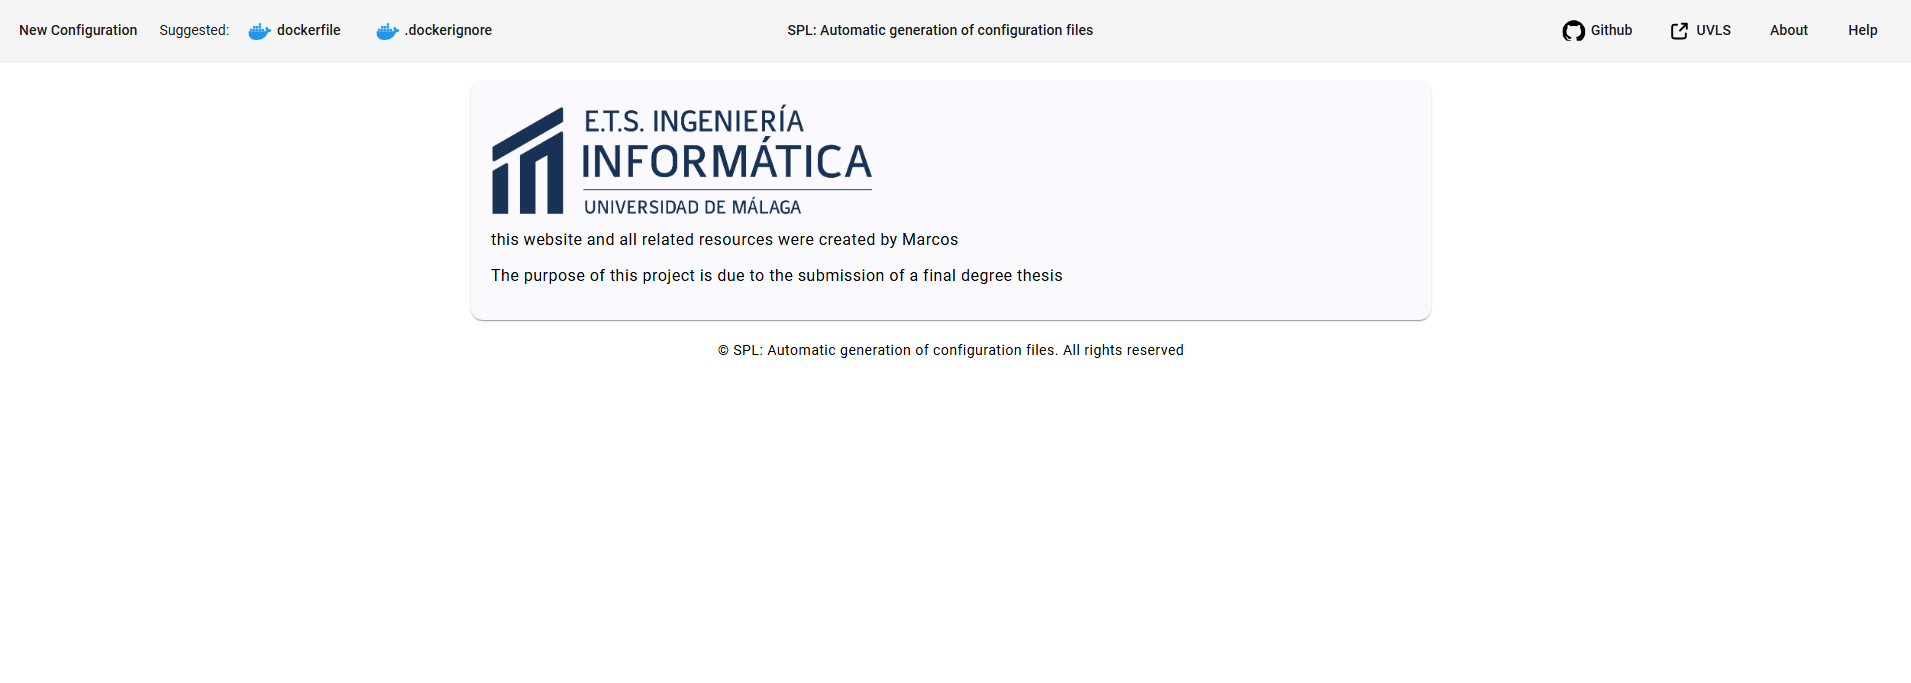 New Configuration Suggested: dockerfile .dockerignore SPL: Automatic generation of configuration files Github UVLS About Help
E.T.S. INGENIERÍA
INFORMÁTICA
UNIVERSIDAD DE MÁLAGA
this website and all related resources were created by Marcos
The purpose of this project is due to the submission of a final degree thesis
© SPL: Automatic generation of configuration files. All rights reserved